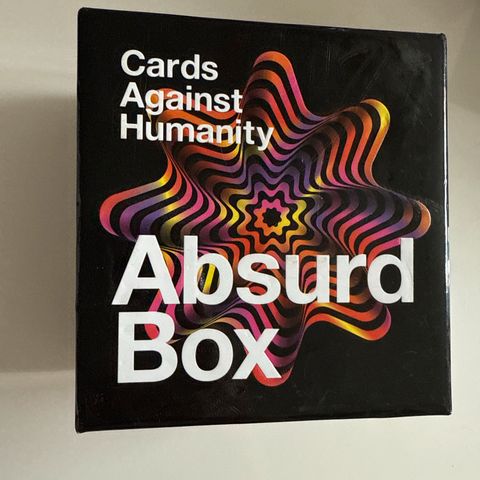 Cards
Against
Humanity
Absurd
Box